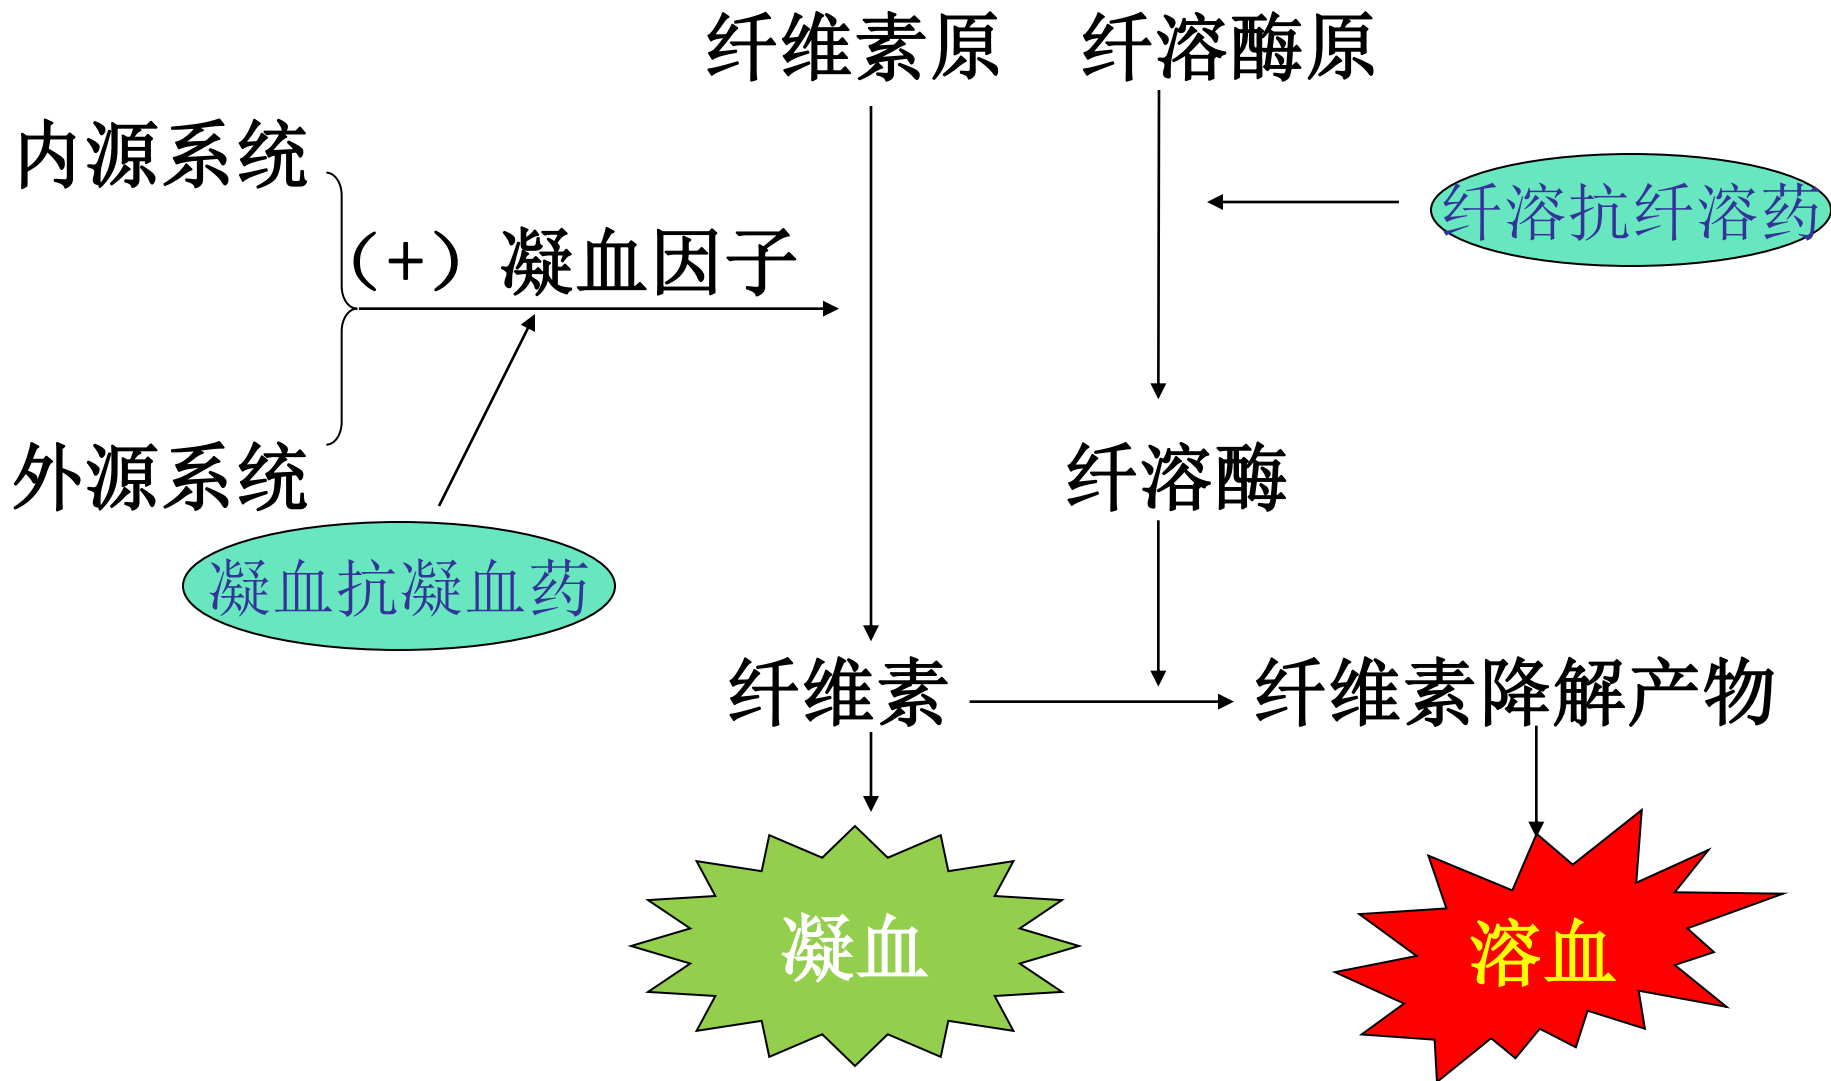 纤维素原
纤溶酶原
内源系统
纤溶抗纤溶药
（+）凝血因子
外源系统
纤溶酶
凝血抗凝血药
纤维素
纤维素降解产物
凝血
溶血